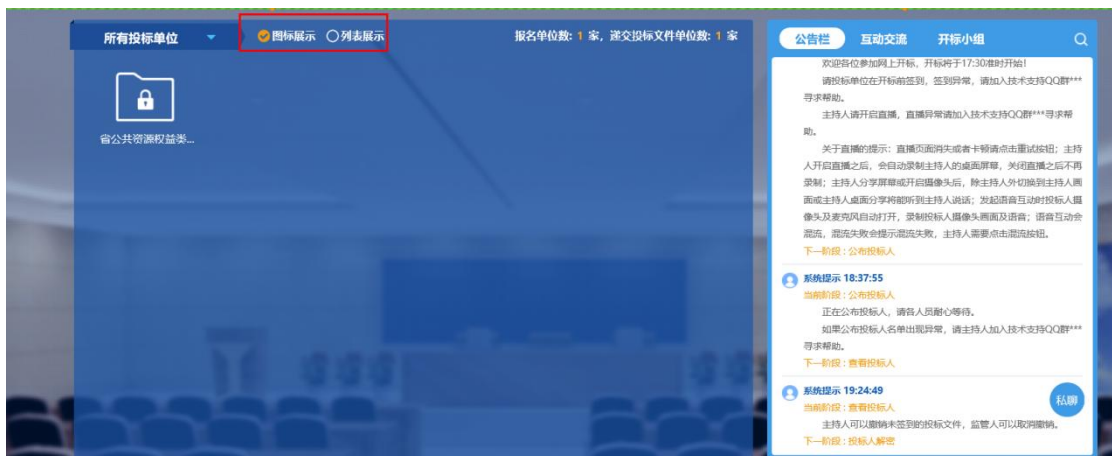 所有投标单位
图标展示 列表展示
报名单位数: 1 家, 递交投标文件单位数: 1 家
省公共资源权益类...
公告栏 互动交流 开标小组
欢迎各位参加网上开标, 开标将于17:30准时开始!
请投标单位在开标前签到, 签到异常, 请加入技术支持QQ群***
寻求帮助。
主持人请开启直播, 直播异常请加入技术支持QQ群***寻求帮
助。
关于直播的提示: 直播页面消失或者卡顿请点击重试按钮; 主持
人开启直播之后, 会自动录制主持人的桌面屏幕, 关闭直播之后不再
录制; 主持人分享屏幕或开启摄像头后, 除主持人外切换到主持人画
面或主持人桌面分享将能听到主持人说话; 发起语音互动时投标人摄
像头及麦克风自动打开, 录制投标人摄像头画面及语音; 语音互动会
混流, 混流失败会提示混流失败, 主持人需要点击混流按钮。
下一阶段 : 公布投标人
系统提示 18:37:55
当前阶段 : 公布投标人
正在公布投标人, 请各人员耐心等待。
如果公布投标人名单出现异常, 请主持人加入技术支持QQ群***
寻求帮助。
下一阶段 : 查看投标人
系统提示 19:24:49
当前阶段 : 查看投标人
主持人可以撤销未签到的投标文件, 监管人可以取消撤销。
下一阶段 : 投标人解密
私聊